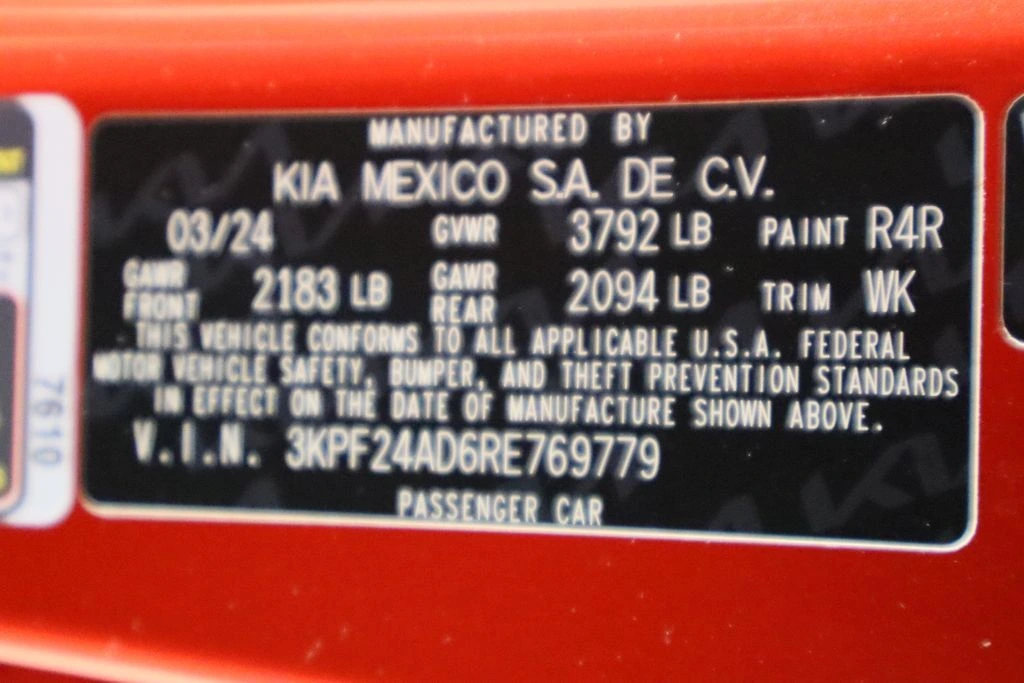 MANUFACTURED BY
KIA MEXICO S.A. DE C.V.
03/24 GVWR 3792 LB PAINT R4R
GAWR FRONT 2183 LB GAWR REAR 2094 LB TRIM WK
THIS VEHICLE CONFORMS TO ALL APPLICABLE U.S.A. FEDERAL
MOTOR VEHICLE SAFETY, BUMPER, AND THEFT PREVENTION STANDARDS
IN EFFECT ON THE DATE OF MANUFACTURE SHOWN ABOVE.
V.I.N. 3KPF24AD6RE769779
PASSENGER CAR
7610